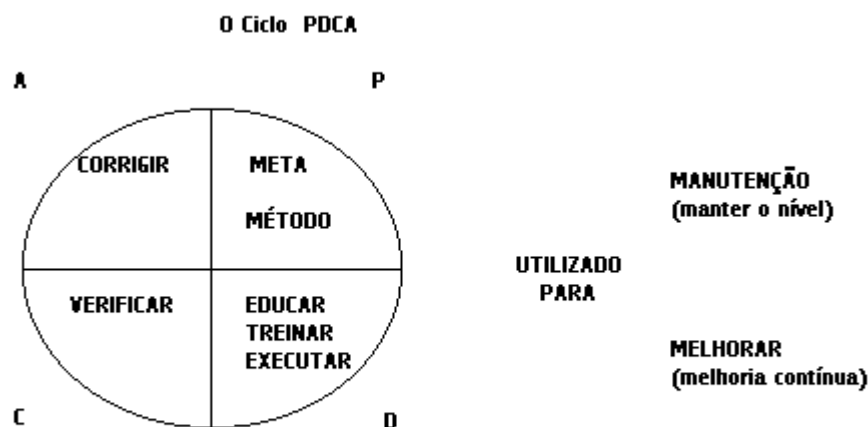 O Ciclo PDCA
A
P
CORRIGIR
META
MÉTODO
VERIFICAR
EDUCAR
TREINAR
EXECUTAR
C
D
UTILIZADO
PARA
MANUTENÇÃO
(manter o nível)
MELHORAR
(melhoria contínua)